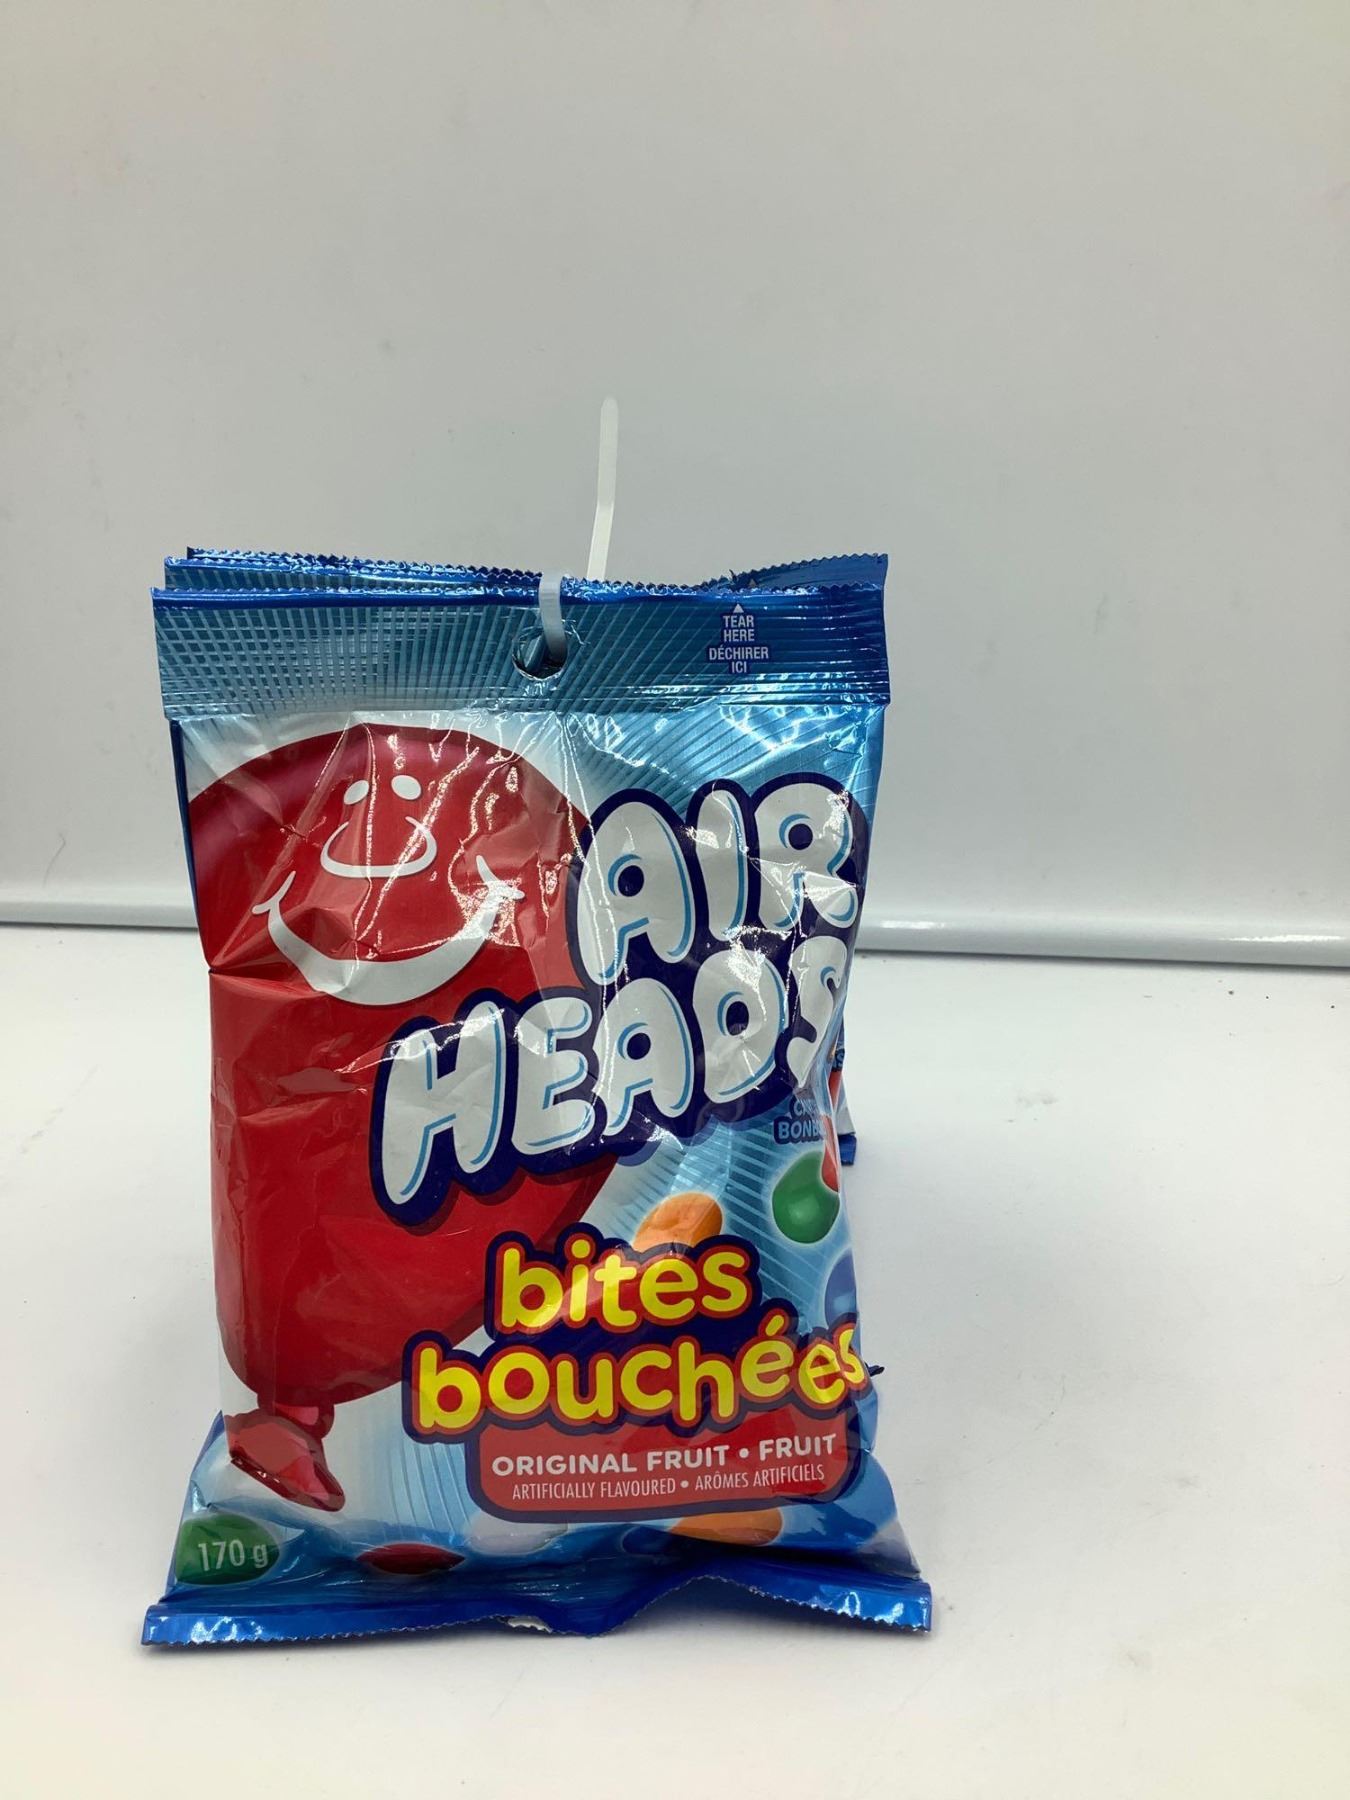 TEAR
HERE
DÉCHIRER
ICI
AIR
HEADS
bites
bouchées
ORIGINAL FRUIT • FRUIT
ARTIFICIALLY FLAVOURED • ARÔMES ARTIFICIELS
170 g